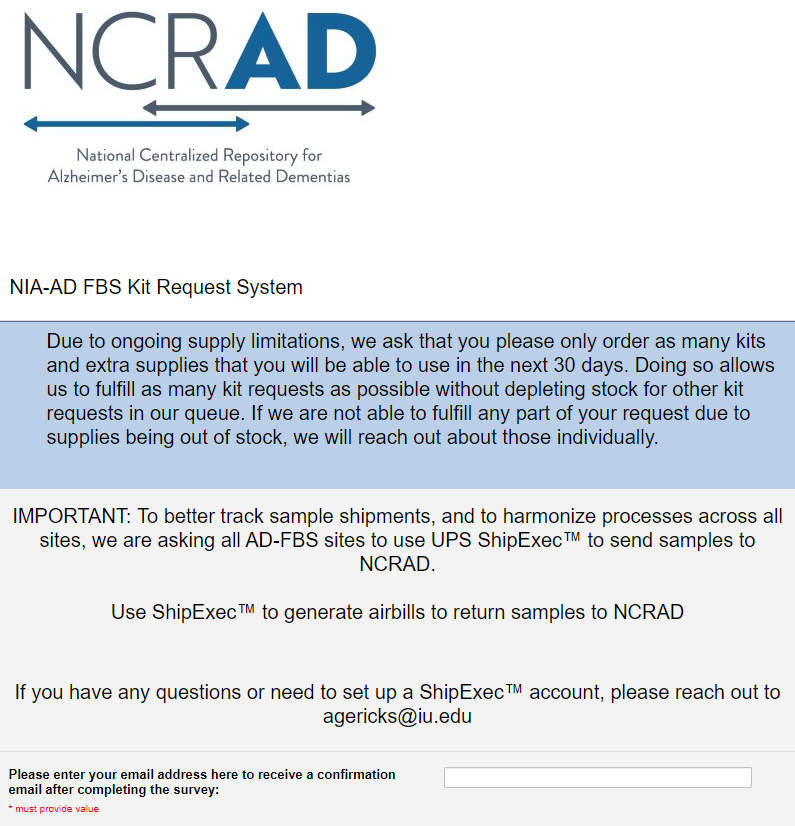 NCRAD
National Centralized Repository for
Alzheimer's Disease and Related Dementias
NIA-AD FBS Kit Request System
Due to ongoing supply limitations, we ask that you please only order as many kits
and extra supplies that you will be able to use in the next 30 days. Doing so allows
us to fulfill as many kit requests as possible without depleting stock for other kit
requests in our queue. If we are not able to fulfill any part of your request due to
supplies being out of stock, we will reach out about those individually.
IMPORTANT: To better track sample shipments, and to harmonize processes across all
sites, we are asking all AD-FBS sites to use UPS ShipExec™ to send samples to
NCRAD.
Use ShipExec™ to generate airbills to return samples to NCRAD
If you have any questions or need to set up a ShipExec™ account, please reach out to
agericks@iu.edu
Please enter your email address here to receive a confirmation
email after completing the survey:
* must provide value